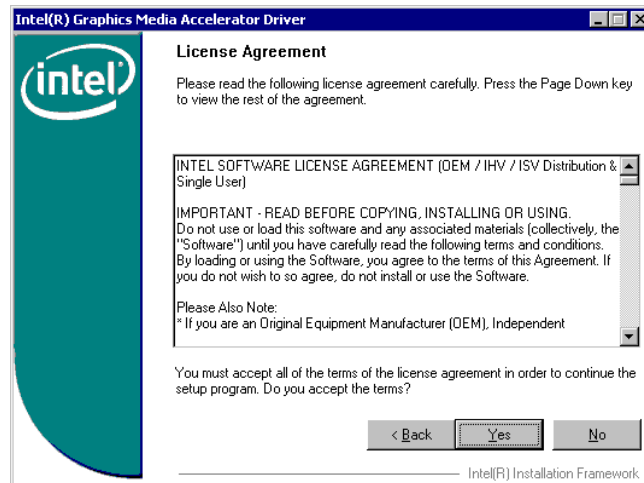 Intel(R) Graphics Media Accelerator Driver
intel
License Agreement
Please read the following license agreement carefully. Press the Page Down key
to view the rest of the agreement.
INTEL SOFTWARE LICENSE AGREEMENT (OEM / IHV / ISV Distribution &
Single User)
IMPORTANT - READ BEFORE COPYING, INSTALLING OR USING.
Do not use or load this software and any associated materials (collectively, the
"Software") until you have carefully read the following terms and conditions.
By loading or using the Software, you agree to the terms of this Agreement. If
you do not wish to so agree, do not install or use the Software.
Please Also Note:
* If you are an Original Equipment Manufacturer (OEM), Independent
You must accept all of the terms of the license agreement in order to continue the
setup program. Do you accept the terms?
< Back
Yes
No
Intel(R) Installation Framework